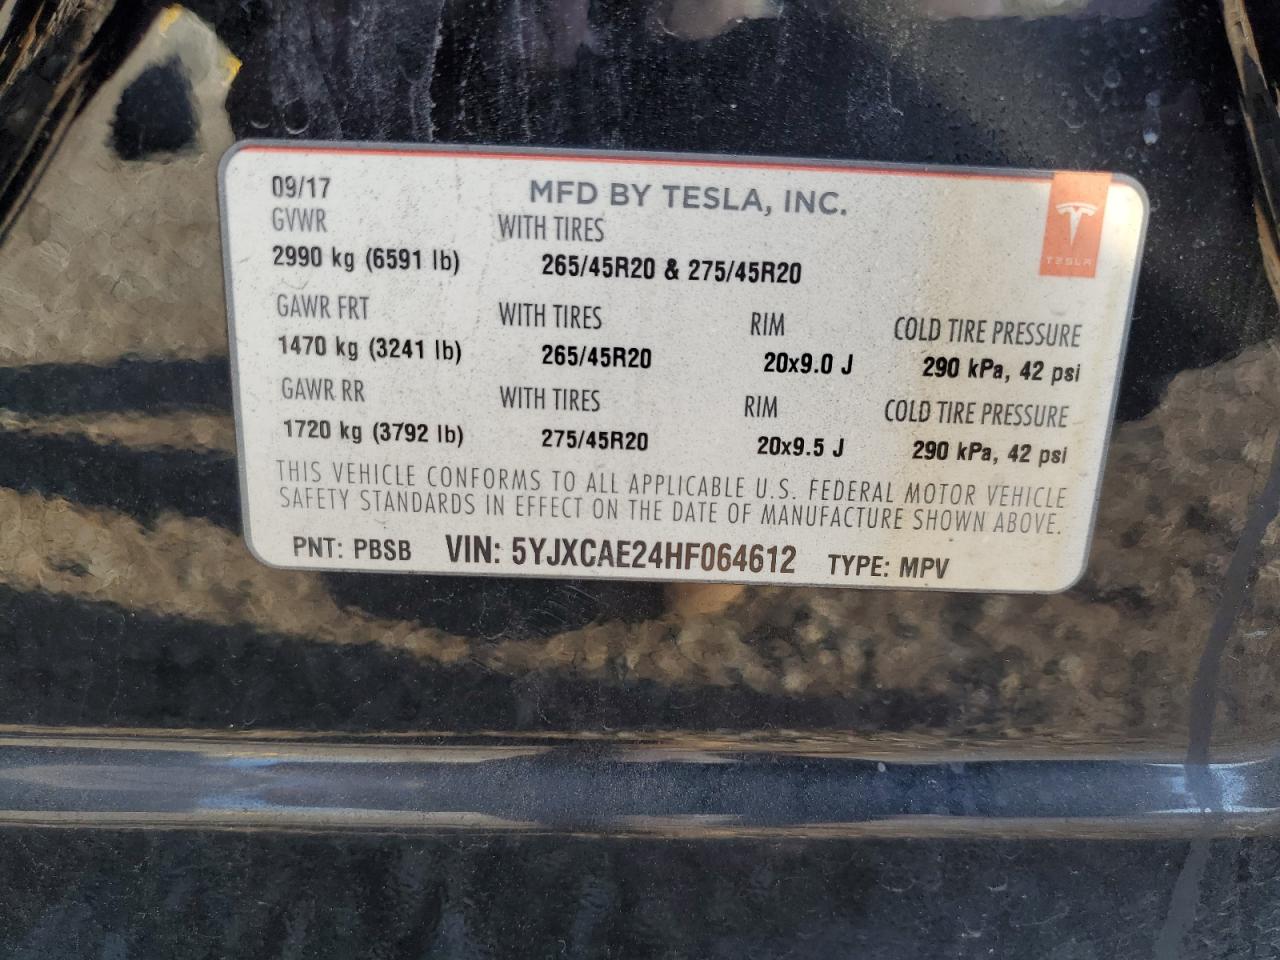 09/17 MFD BY TESLA, INC.
GVWR WITH TIRES
2990 kg (6591 lb) 265/45R20 & 275/45R20
TESLA
GAWR FRT WITH TIRES RIM COLD TIRE PRESSURE
1470 kg (3241 lb) 265/45R20 20x9.0 J 290 kPa, 42 psi
GAWR RR WITH TIRES RIM COLD TIRE PRESSURE
1720 kg (3792 lb) 275/45R20 20x9.5 J 290 kPa, 42 psi
THIS VEHICLE CONFORMS TO ALL APPLICABLE U.S. FEDERAL MOTOR VEHICLE
SAFETY STANDARDS IN EFFECT ON THE DATE OF MANUFACTURE SHOWN ABOVE.
PNT: PBSB VIN: 5YJXCAE24HF064612 TYPE: MPV